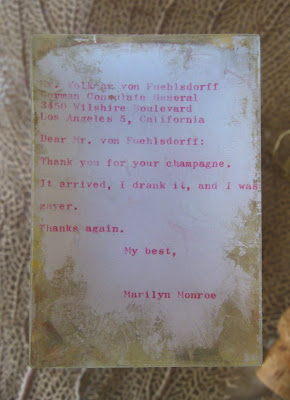 Mr. Volkmar von Fuehlsdorff
German Consulate General
3450 Wilshire Boulevard
Los Angeles 5, California
Dear Mr. von Fuehlsdorff:
Thank you for your champagne.
It arrived, I drank it, and I was
gayer.
Thanks again.
My best,
Marilyn Monroe